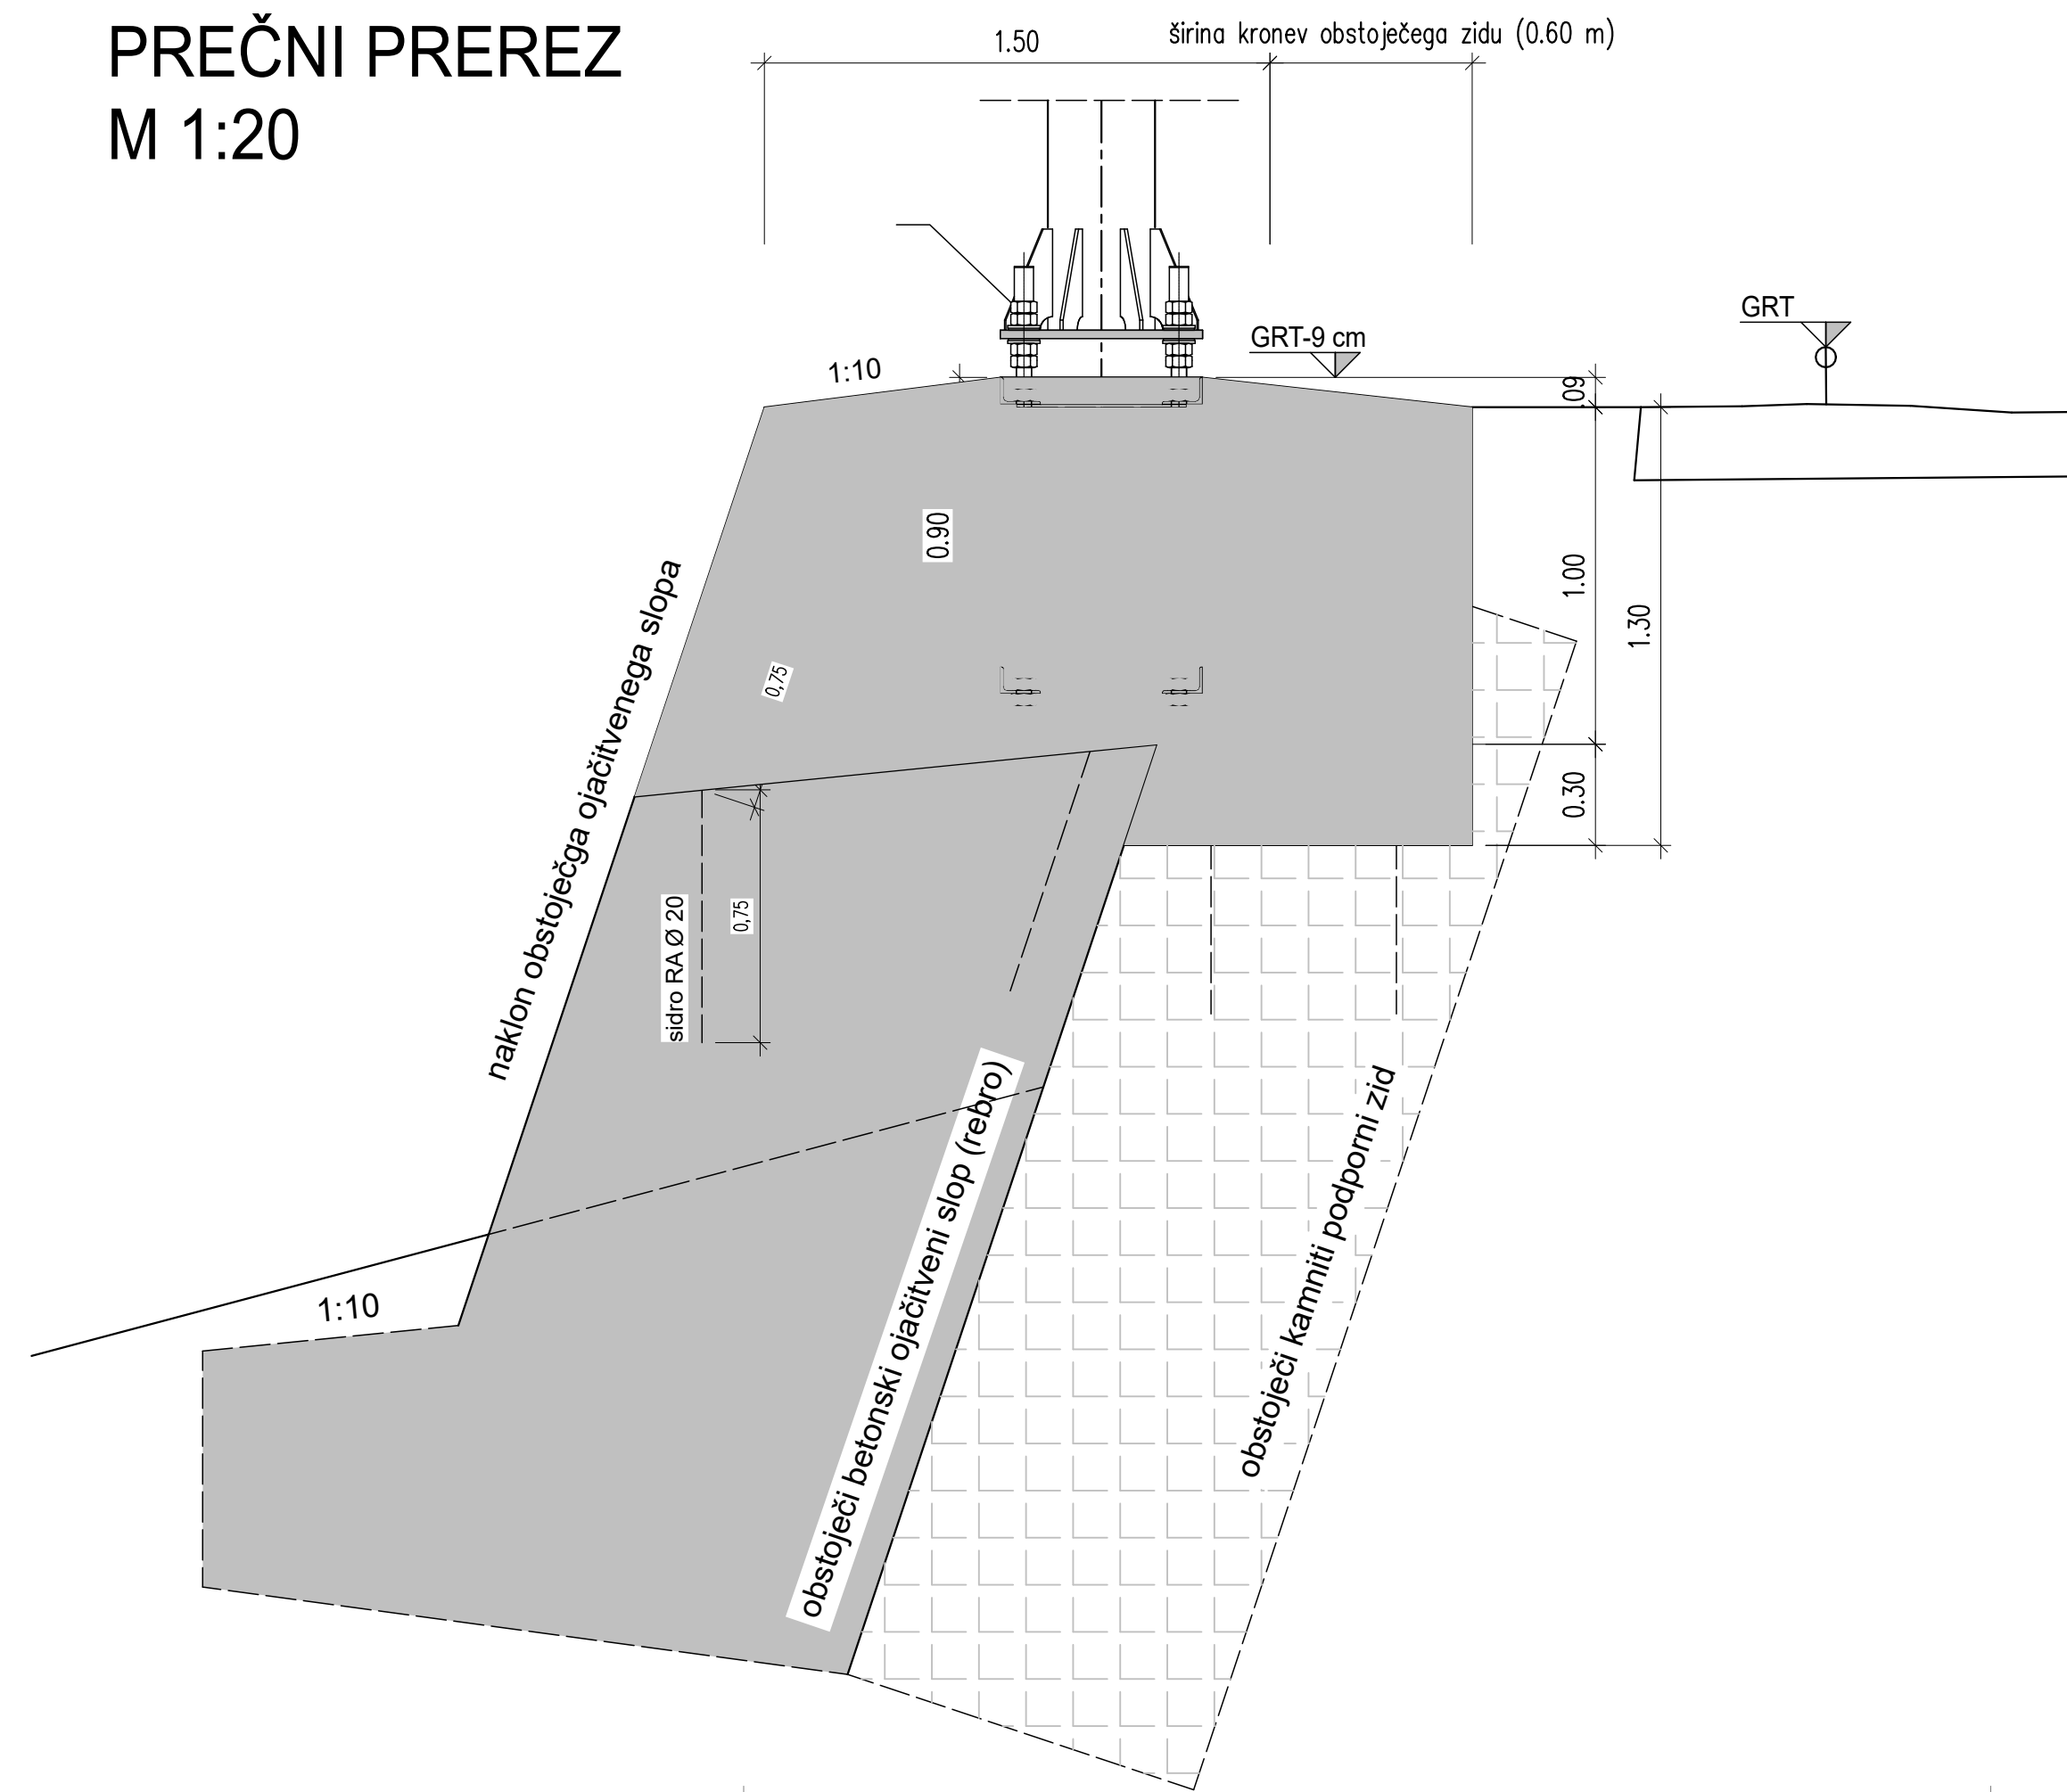 PREČNI PREREZ
M 1:20
1.50
širina kronev obstoječega zidu (0.60 m)
GRT
GRT-9 cm
1:10
.09
0.90
1.00
1.30
0,75
0.30
naklon obstoječga ojačitvenega slopa
sidro RA Ø 20
0,75
obstoječi betonski ojačitveni slop (rebro)
obstoječi kamniti podporni zid
1:10